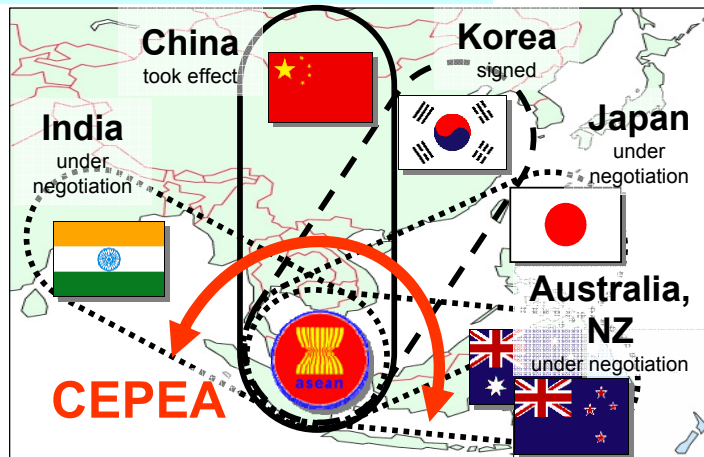 China
took effect
Korea
signed
India
under
negotiation
Japan
under
negotiation
Australia,
NZ
under negotiation
asean
CEPEA